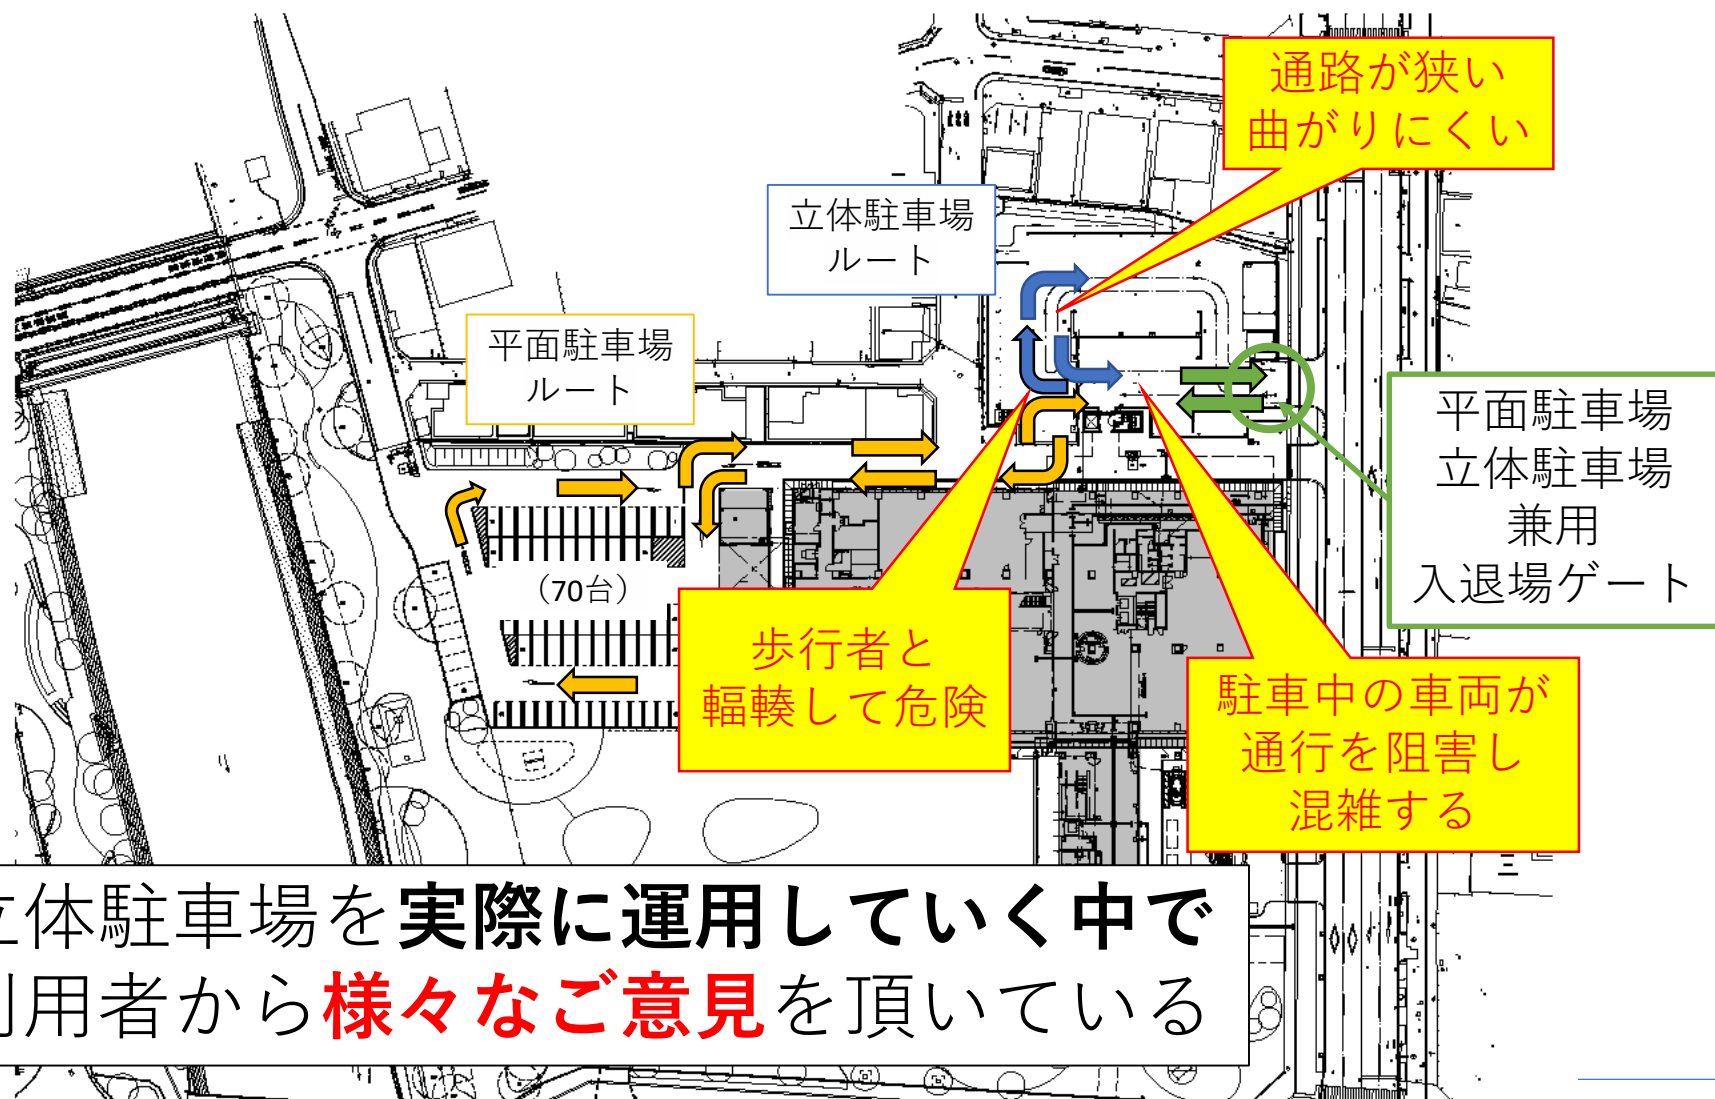 通路が狭い
曲がりにくい
立体駐車場
ルート
平面駐車場
ルート
平面駐車場
立体駐車場
兼用
入退場ゲート
（70台）
歩行者と
輻輳して危険
駐車中の車両が
通行を阻害し
混雑する
立体駐車場を実際に運用していく中で
利用者から様々なご意見を頂いている